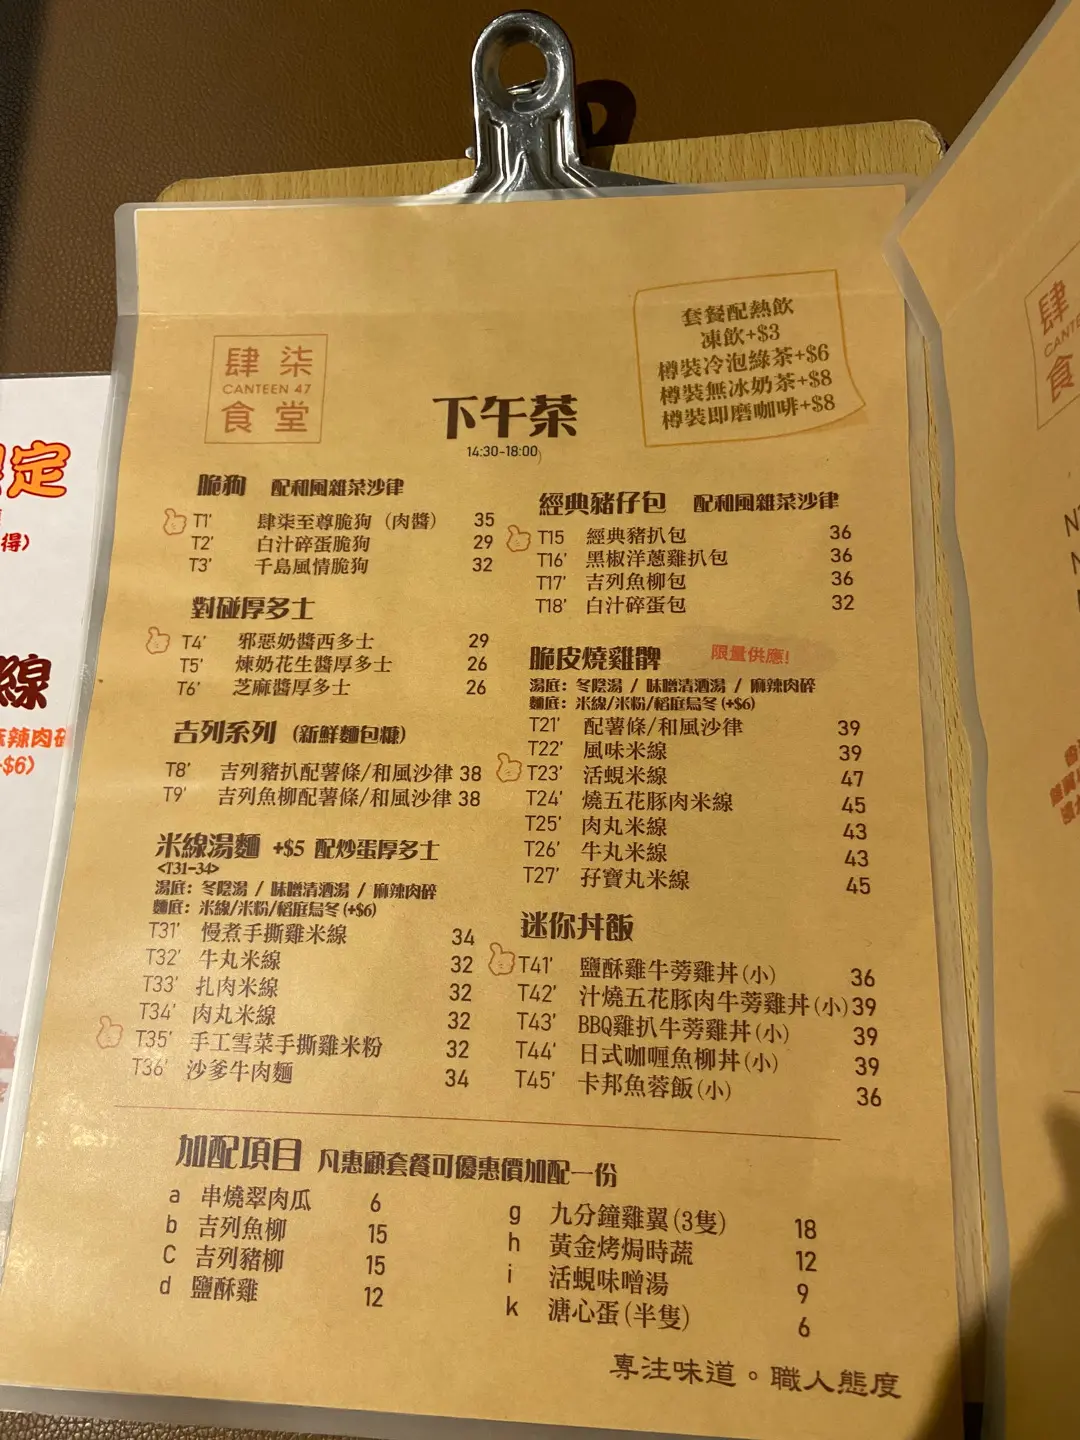 套餐配熱飲
凍飲+$3
樽裝冷泡綠茶+$6
樽裝無冰奶茶+$8
樽裝即磨咖啡+$8
肆柒
CANTEEN 47
食堂
下午茶
14:30-18:00
脆狗 配和風雜菜沙律
T1' 肆柒至尊脆狗（肉醬） 35
T2' 白汁碎蛋脆狗 29
T3' 千島風情脆狗 32
對碰厚多士
T4' 邪惡奶醬西多士 29
T5' 煉奶花生醬厚多士 26
T6' 芝麻醬厚多士 26
吉列系列（新鮮麵包糠）
T8' 吉列豬扒配薯條/和風沙律 38
T9' 吉列魚柳配薯條/和風沙律 38
米線湯麵 +$5 配炒蛋厚多士
<T31-34>
湯底：冬陰湯 / 味噌清酒湯 / 麻辣肉碎
麵底：米線/米粉/稻庭烏冬(+$6)
T31' 慢煮手撕雞米線 34
T32' 牛丸米線 32
T33' 扎肉米線 32
T34' 肉丸米線 32
T35' 手工雪菜手撕雞米粉 32
T36' 沙爹牛肉麵 34
經典豬仔包 配和風雜菜沙律
T15 經典豬扒包 36
T16' 黑椒洋蔥雞扒包 36
T17' 吉列魚柳包 36
T18' 白汁碎蛋包 32
脆皮燒雞髀 限量供應!
湯底：冬陰湯 / 味噌清酒湯 / 麻辣肉碎
麵底：米線/米粉/稻庭烏冬(+$6)
T21' 配薯條/和風沙律 39
T22' 風味米線 39
T23' 活蜆米線 47
T24' 燒五花豚肉米線 45
T25' 肉丸米線 43
T26' 牛丸米線 43
T27' 孖寶丸米線 45
迷你丼飯
T41' 鹽酥雞牛蒡雞丼(小) 36
T42' 汁燒五花豚肉牛蒡雞丼(小) 39
T43' BBQ雞扒牛蒡雞丼(小) 39
T44' 日式咖喱魚柳丼(小) 39
T45' 卡邦魚蓉飯(小) 36
加配項目 凡惠顧套餐可優惠價加配一份
a 串燒翠肉瓜 6
b 吉列魚柳 15
C 吉列豬柳 15
d 鹽酥雞 12
g 九分鐘雞翼(3隻) 18
h 黃金烤焗時蔬 12
i 活蜆味噌湯 9
k 溏心蛋(半隻) 6
專注味道。職人態度
定
得)
線
辣肉碎
$6)
肆
CANTE
食